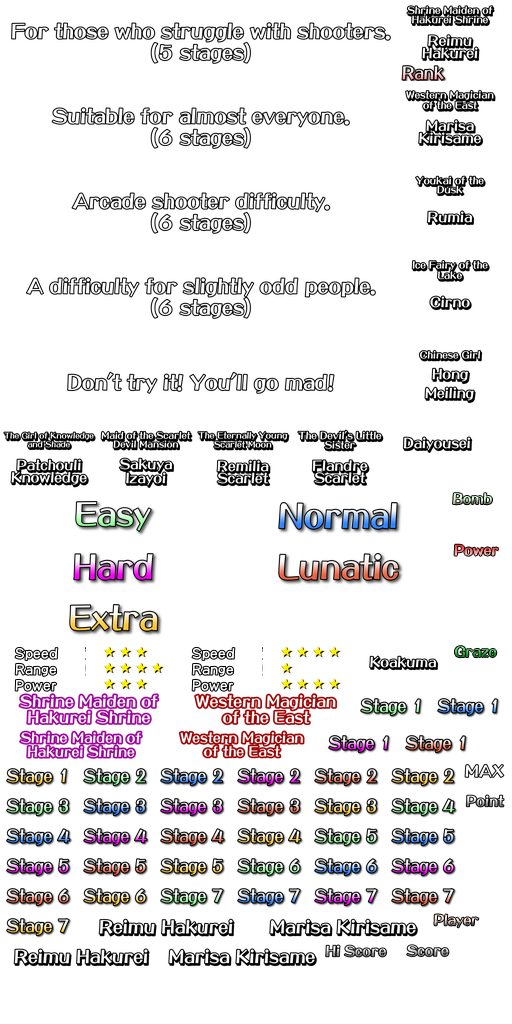 For those who struggle with shooters.
(5 stages)
Shrine Maiden of
Hakurei Shrine
Reimu
Hakurei
Rank
Suitable for almost everyone.
(6 stages)
Western Magician
of the East
Marisa
Kirisame
Arcade shooter difficulty.
(6 stages)
Youkai of the
Dusk
Rumia
A difficulty for slightly odd people.
(6 stages)
Ice Fairy of the
Lake
Cirno
Don't try it! You'll go mad!
Chinese Girl
Hong
Meiling
The Girl of Knowledge
and Shade
Patchouli
Knowledge
Maid of the Scarlet
Devil Mansion
Sakuya
Izayoi
The Eternally Young
Scarlet Moon
Remilia
Scarlet
The Devil's Little
Sister
Flandre
Scarlet
Daiyousei
Easy
Normal
Bomb
Hard
Lunatic
Power
Extra
Speed ★★★
Range ★★★★
Power ★★★
Speed ★★★★
Range ★
Power ★★★★
Koakuma
Graze
Shrine Maiden of
Hakurei Shrine
Western Magician
of the East
Stage 1 Stage 1
Shrine Maiden of
Hakurei Shrine
Western Magician
of the East
Stage 1 Stage 1
Stage 1 Stage 2 Stage 2 Stage 2 Stage 2 Stage 2 MAX
Stage 3 Stage 3 Stage 3 Stage 3 Stage 3 Stage 4 Point
Stage 4 Stage 4 Stage 4 Stage 4 Stage 5 Stage 5
Stage 5 Stage 5 Stage 5 Stage 6 Stage 6 Stage 6
Stage 6 Stage 6 Stage 7 Stage 7 Stage 7 Stage 7
Stage 7 Reimu Hakurei Marisa Kirisame Player
Reimu Hakurei Marisa Kirisame Hi Score Score